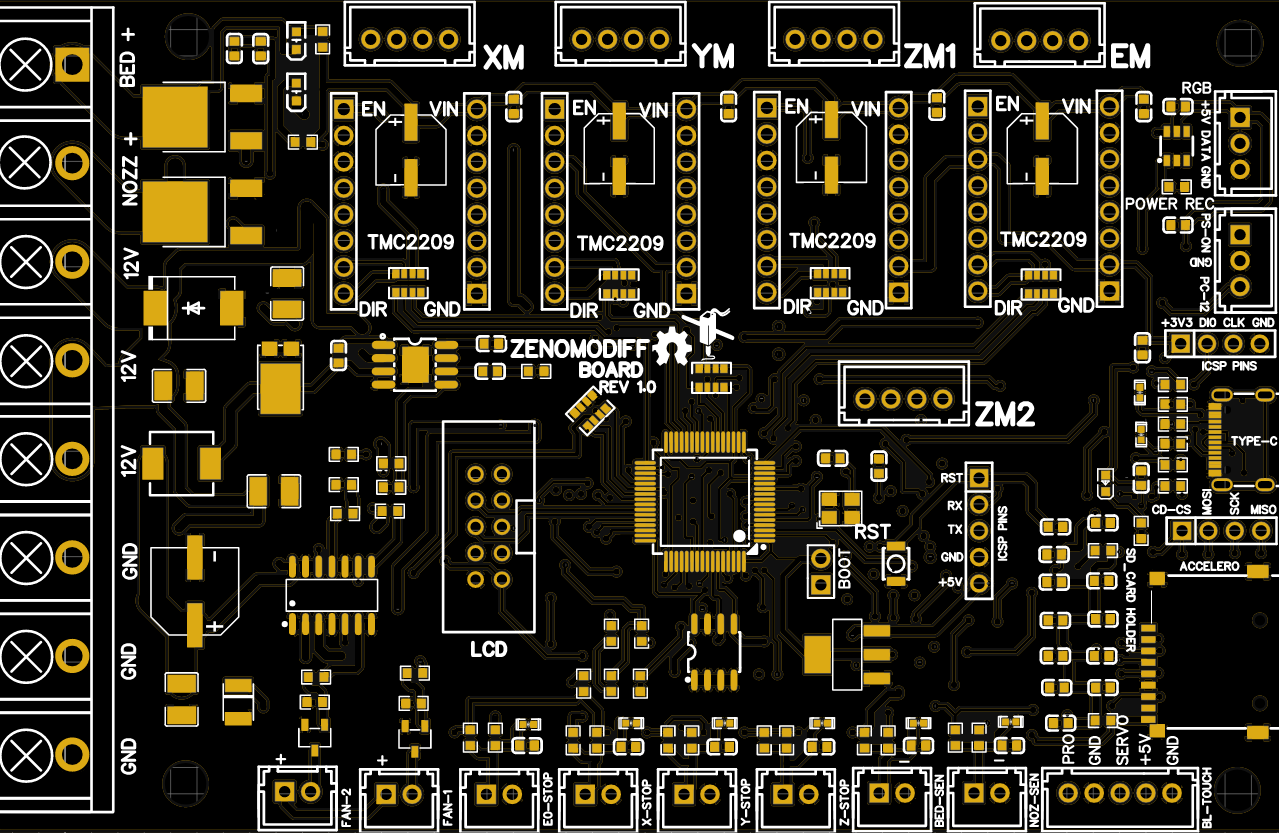 XM
YM
ZM1
EM
BED +
NOZZ +
12V
12V
12V
GND
GND
GND
EN
VIN
+
-
TMC2209
DIR
GND
EN
VIN
+
-
TMC2209
DIR
GND
EN
VIN
+
-
TMC2209
DIR
GND
EN
VIN
+
-
TMC2209
DIR
GND
RGB
+5V DATA GND
POWER REC
PS-ON
GND
PC-12
+3V3 DIO CLK GND
ICSP PINS
TYPE-C
ZENOMODIFF
BOARD
REV 1.0
ZM2
RST
RX
TX
GND
+5V
ICSP PINS
RST
BOOT
CD-CS
MOSI
SCK
MISO
ACCELERO
SD_CARD HOLDER
LCD
+
PRO
GND
SERVO
+5V
GND
BL-TOUCH
+
FAN-2
+
FAN-1
E0-STOP
X-STOP
Y-STOP
Z-STOP
-
BED-SEN
-
NOZ-SEN